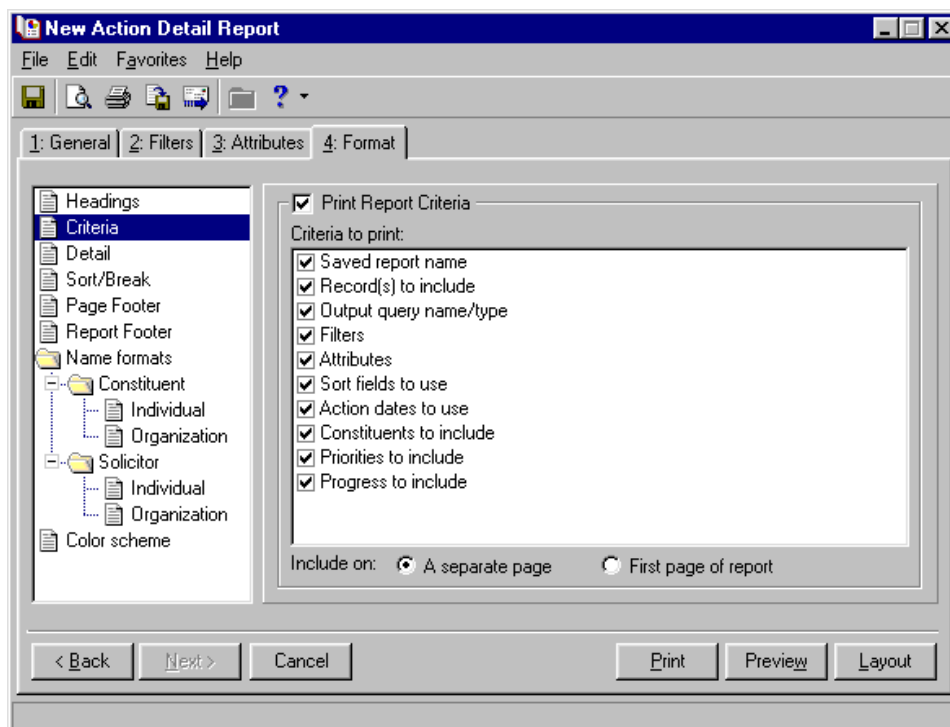 New Action Detail Report
File Edit Favorites Help
1: General 2: Filters 3: Attributes 4: Format
Headings
Criteria
Detail
Sort/Break
Page Footer
Report Footer
Name formats
Constituent
Individual
Organization
Solicitor
Individual
Organization
Color scheme
Print Report Criteria
Criteria to print:
Saved report name
Record(s) to include
Output query name/type
Filters
Attributes
Sort fields to use
Action dates to use
Constituents to include
Priorities to include
Progress to include
Include on: A separate page First page of report
< Back Next > Cancel Print Preview Layout